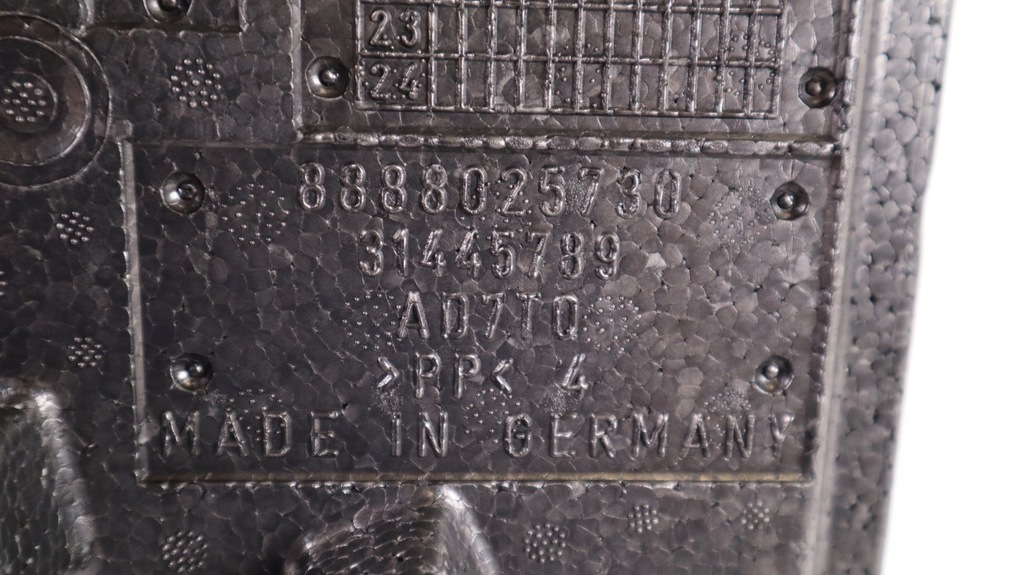 23
24
8888025730
31445789
AD7TQ
>PP< 4
MADE IN GERMANY